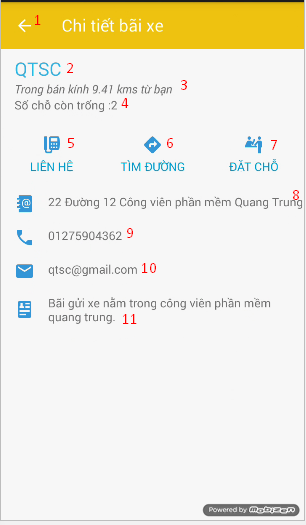 1 Chi tiết bãi xe
QTSC 2
Trong bán kính 9.41 kms từ bạn 3
Số chỗ còn trống :2 4
5 6 7
LIÊN HÊ TÌM ĐƯỜNG ĐẶT CHỖ
8
22 Đường 12 Công viên phần mềm Quang Trung
01275904362 9
qtsc@gmail.com 10
Bãi gửi xe nằm trong công viên phần mềm
quang trung. 11
Powered by mobizen